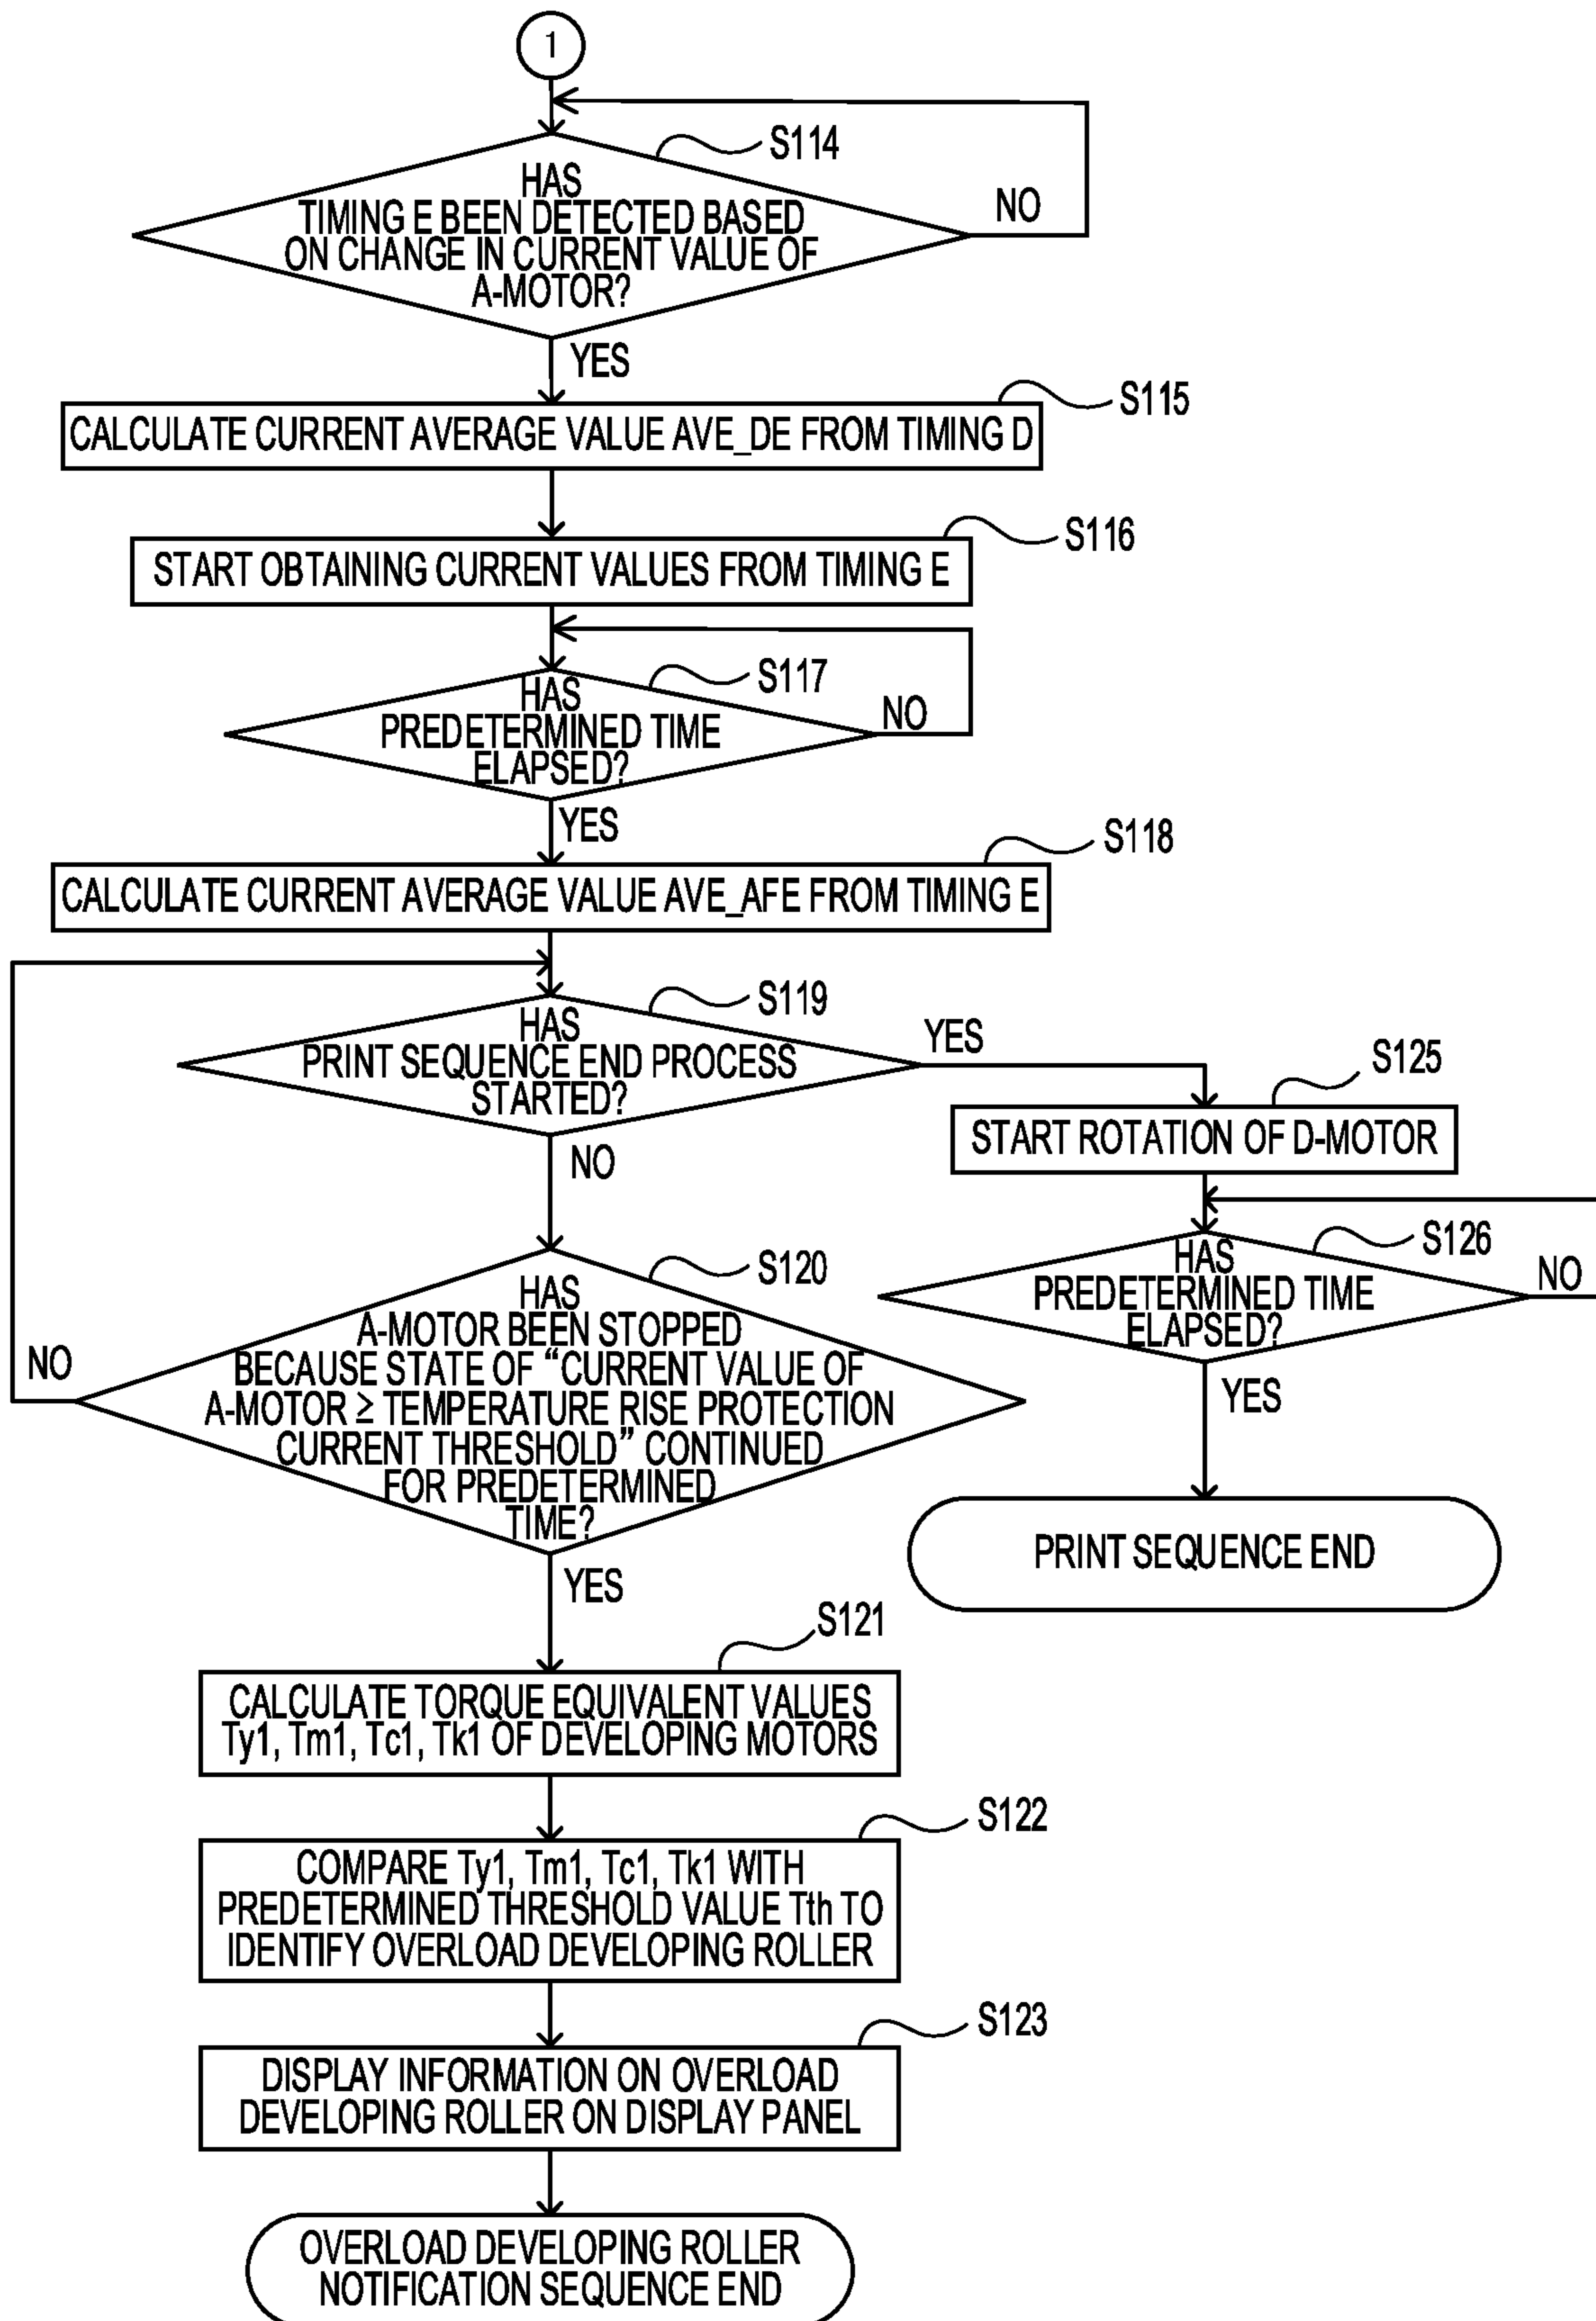 1
S114
HAS
TIMING E BEEN DETECTED BASED
ON CHANGE IN CURRENT VALUE OF
A-MOTOR?
NO
YES
S115
CALCULATE CURRENT AVERAGE VALUE AVE_DE FROM TIMING D
S116
START OBTAINING CURRENT VALUES FROM TIMING E
S117
HAS
PREDETERMINED TIME
ELAPSED?
NO
YES
S118
CALCULATE CURRENT AVERAGE VALUE AVE_AFE FROM TIMING E
S119
HAS
PRINT SEQUENCE END PROCESS
STARTED?
YES
NO
S125
START ROTATION OF D-MOTOR
S126
HAS
PREDETERMINED TIME
ELAPSED?
NO
YES
PRINT SEQUENCE END
S120
HAS
A-MOTOR BEEN STOPPED
BECAUSE STATE OF “CURRENT VALUE OF
A-MOTOR ≥ TEMPERATURE RISE PROTECTION
CURRENT THRESHOLD” CONTINUED
FOR PREDETERMINED
TIME?
NO
YES
S121
CALCULATE TORQUE EQUIVALENT VALUES
Ty1, Tm1, Tc1, Tk1 OF DEVELOPING MOTORS
S122
COMPARE Ty1, Tm1, Tc1, Tk1 WITH
PREDETERMINED THRESHOLD VALUE Tth TO
IDENTIFY OVERLOAD DEVELOPING ROLLER
S123
DISPLAY INFORMATION ON OVERLOAD
DEVELOPING ROLLER ON DISPLAY PANEL
OVERLOAD DEVELOPING ROLLER
NOTIFICATION SEQUENCE END